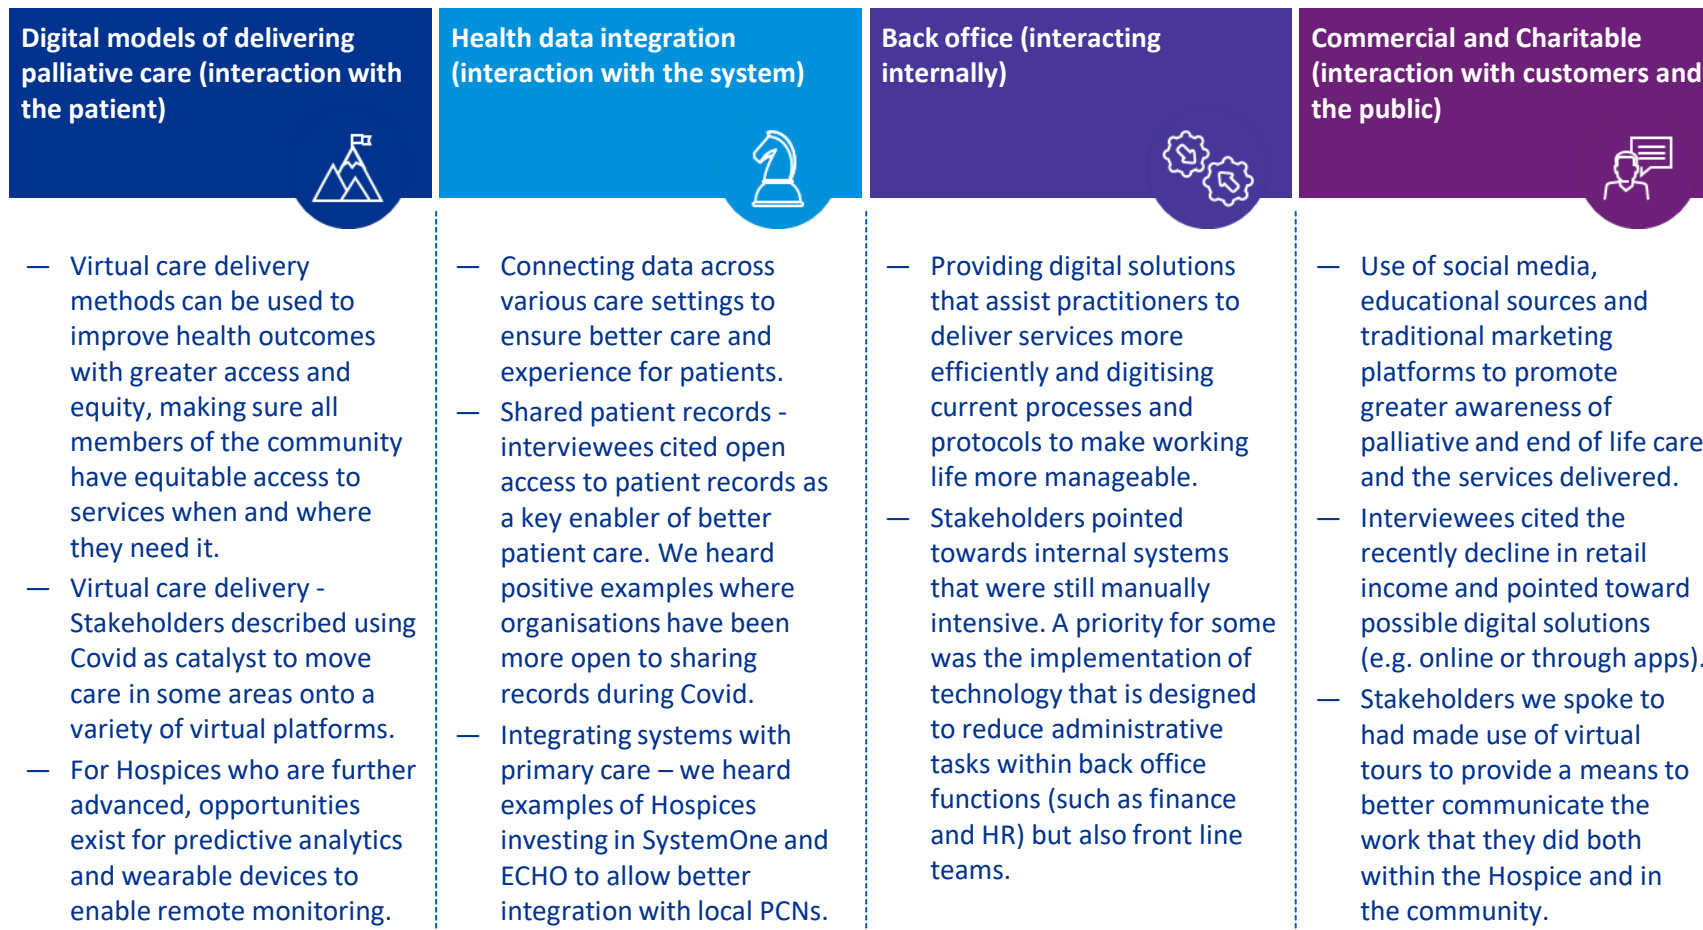 Digital models of delivering
palliative care (interaction with
the patient)
— Virtual care delivery
methods can be used to
improve health outcomes
with greater access and
equity, making sure all
members of the community
have equitable access to
services when and where
they need it.
— Virtual care delivery -
Stakeholders described using
Covid as catalyst to move
care in some areas onto a
variety of virtual platforms.
— For Hospices who are further
advanced, opportunities
exist for predictive analytics
and wearable devices to
enable remote monitoring.
Health data integration
(interaction with the system)
— Connecting data across
various care settings to
ensure better care and
experience for patients.
— Shared patient records -
interviewees cited open
access to patient records as
a key enabler of better
patient care. We heard
positive examples where
organisations have been
more open to sharing
records during Covid.
— Integrating systems with
primary care – we heard
examples of Hospices
investing in SystemOne and
ECHO to allow better
integration with local PCNs.
Back office (interacting
internally)
— Providing digital solutions
that assist practitioners to
deliver services more
efficiently and digitising
current processes and
protocols to make working
life more manageable.
— Stakeholders pointed
towards internal systems
that were still manually
intensive. A priority for some
was the implementation of
technology that is designed
to reduce administrative
tasks within back office
functions (such as finance
and HR) but also front line
teams.
Commercial and Charitable
(interaction with customers and
the public)
— Use of social media,
educational sources and
traditional marketing
platforms to promote
greater awareness of
palliative and end of life care
and the services delivered.
— Interviewees cited the
recently decline in retail
income and pointed toward
possible digital solutions
(e.g. online or through apps).
— Stakeholders we spoke to
had made use of virtual
tours to provide a means to
better communicate the
work that they did both
within the Hospice and in
the community.